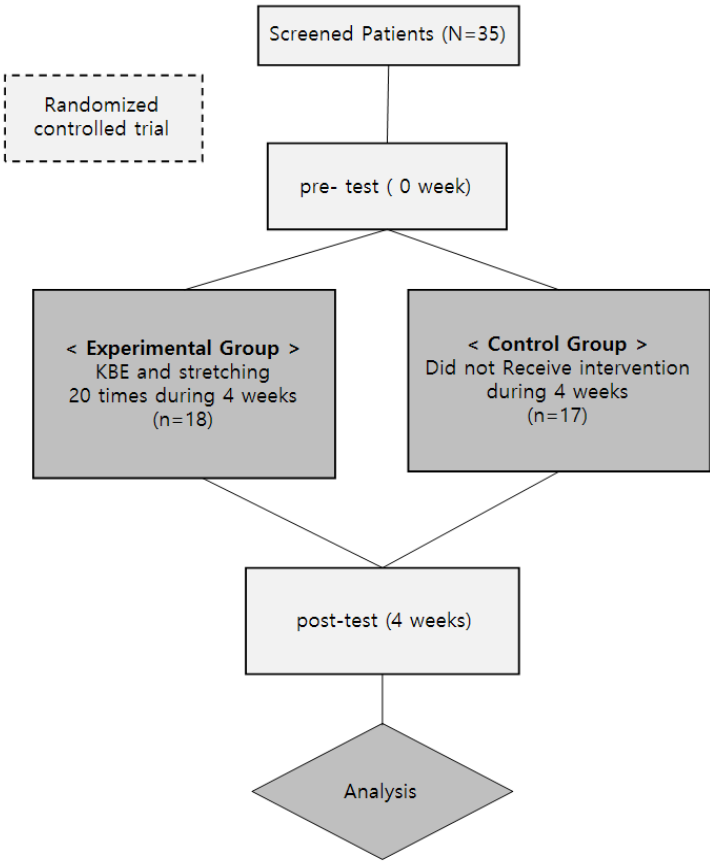 Screened Patients (N=35)
Randomized
controlled trial
pre- test ( 0 week)
< Experimental Group >
KBE and stretching
20 times during 4 weeks
(n=18)
< Control Group >
Did not Receive intervention
during 4 weeks
(n=17)
post-test (4 weeks)
Analysis